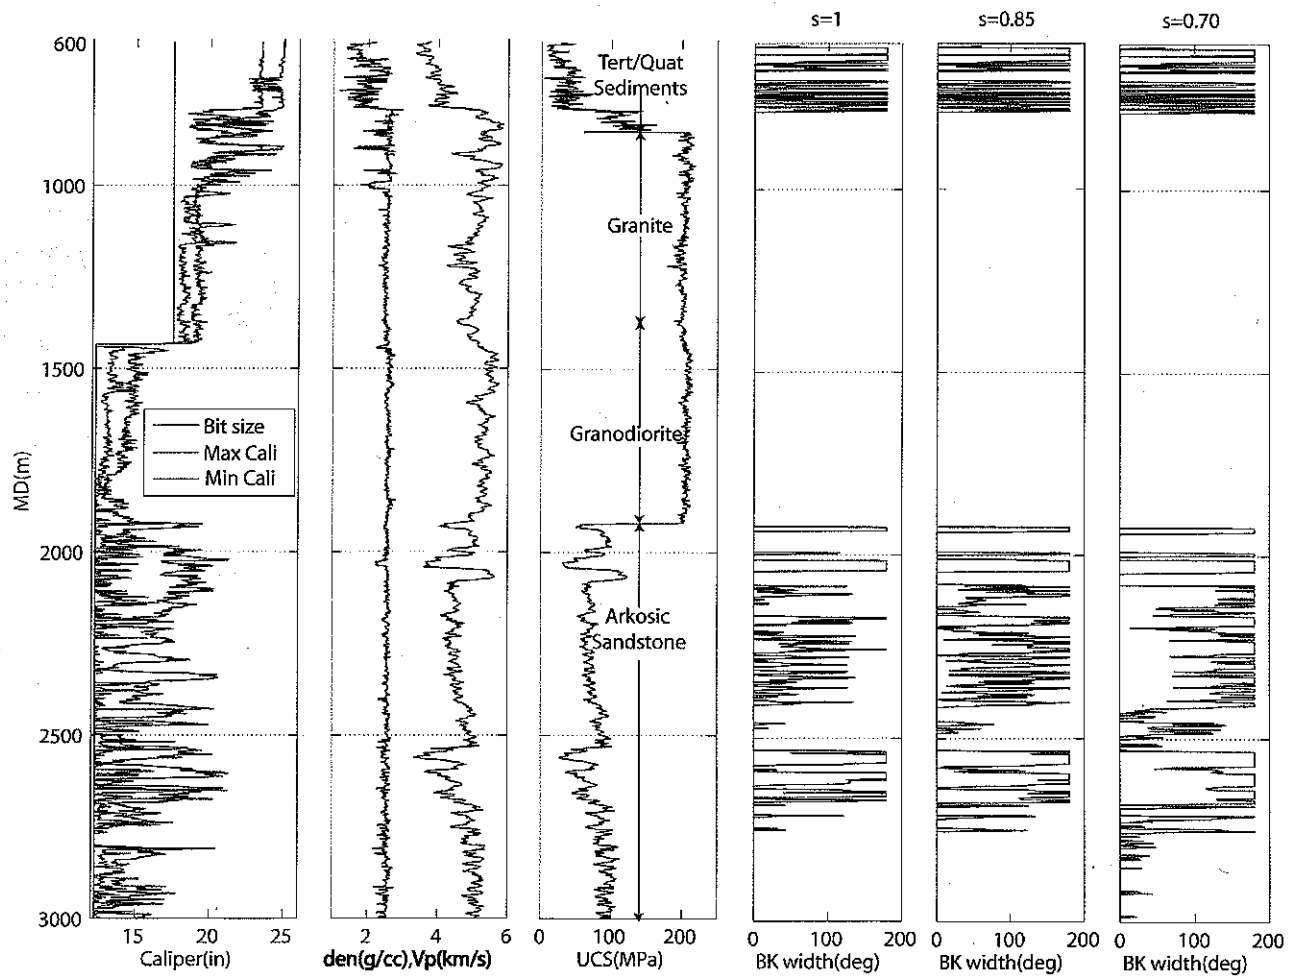 s=1
s=0.85
s=0.70
600
1000
1500
2000
2500
3000
MD(m)
Bit size
Max Cali
Min Cali
15
20
25
Caliper(in)
2
4
6
den(g/cc),Vp(km/s)
Tert/Quat
Sediments
Granite
Granodiorite
Arkosic
Sandstone
0
100
200
UCS(MPa)
0
100
200
BK width(deg)
0
100
200
BK width(deg)
0
100
200
BK width(deg)